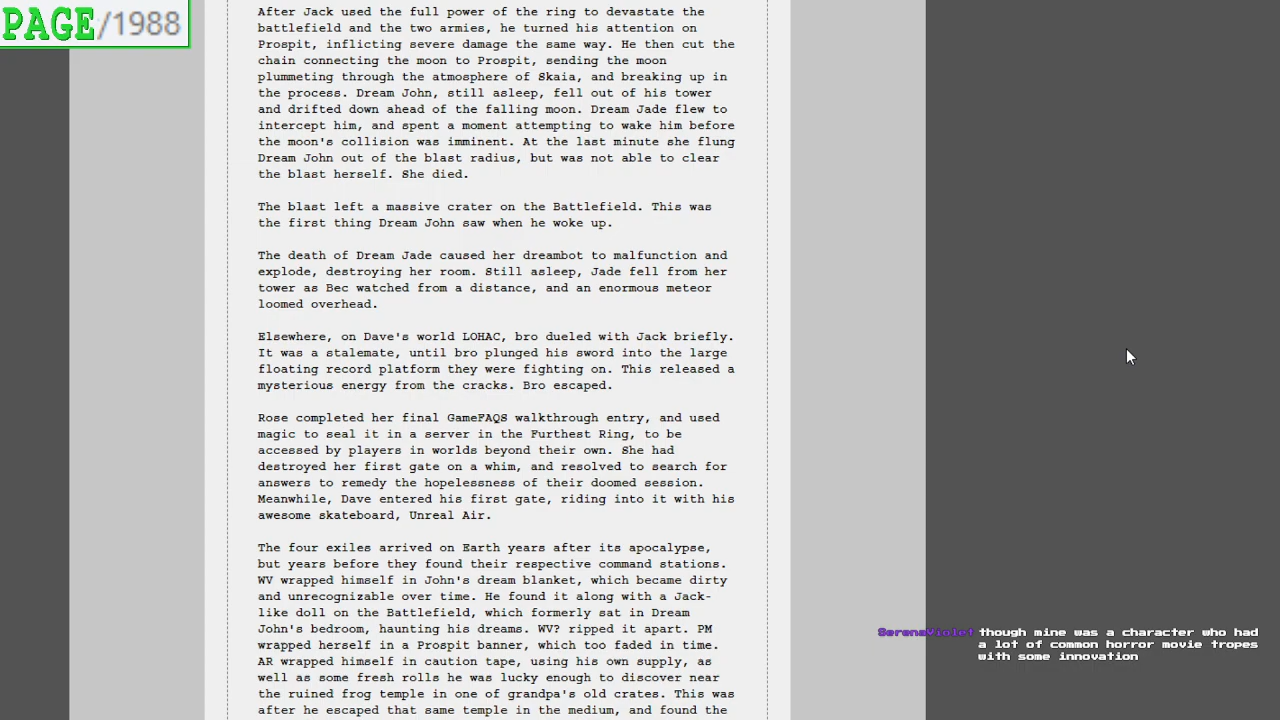 PAGE/1988
After Jack used the full power of the ring to devastate the
battlefield and the two armies, he turned his attention on
Prospit, inflicting severe damage the same way. He then cut the
chain connecting the moon to Prospit, sending the moon
plummeting through the atmosphere of Skaia, and breaking up in
the process. Dream John, still asleep, fell out of his tower
and drifted down ahead of the falling moon. Dream Jade flew to
intercept him, and spent a moment attempting to wake him before
the moon's collision was imminent. At the last minute she flung
Dream John out of the blast radius, but was not able to clear
the blast herself. She died.
The blast left a massive crater on the Battlefield. This was
the first thing Dream John saw when he woke up.
The death of Dream Jade caused her dreambot to malfunction and
explode, destroying her room. Still asleep, Jade fell from her
tower as Bec watched from a distance, and an enormous meteor
loomed overhead.
Elsewhere, on Dave's world LOHAC, bro dueled with Jack briefly.
It was a stalemate, until bro plunged his sword into the large
floating record platform they were fighting on. This released a
mysterious energy from the cracks. Bro escaped.
Rose completed her final GameFAQS walkthrough entry, and used
magic to seal it in a server in the Furthest Ring, to be
accessed by players in worlds beyond their own. She had
destroyed her first gate on a whim, and resolved to search for
answers to remedy the hopelessness of their doomed session.
Meanwhile, Dave entered his first gate, riding into it with his
awesome skateboard, Unreal Air.
The four exiles arrived on Earth years after its apocalypse,
but years before they found their respective command stations.
WV wrapped himself in John's dream blanket, which became dirty
and unrecognizable over time. He found it along with a Jack-
like doll on the Battlefield, which formerly sat in Dream
John's bedroom, haunting his dreams. WV? ripped it apart. PM
wrapped herself in a Prospit banner, which too faded in time.
AR wrapped himself in caution tape, using his own supply, as
well as some fresh rolls he was lucky enough to discover near
the ruined frog temple in one of grandpa's old crates. This was
after he escaped that same temple in the medium, and found the
SerenaViolet though mine was a character who had
a lot of common horror movie tropes
with some innovation